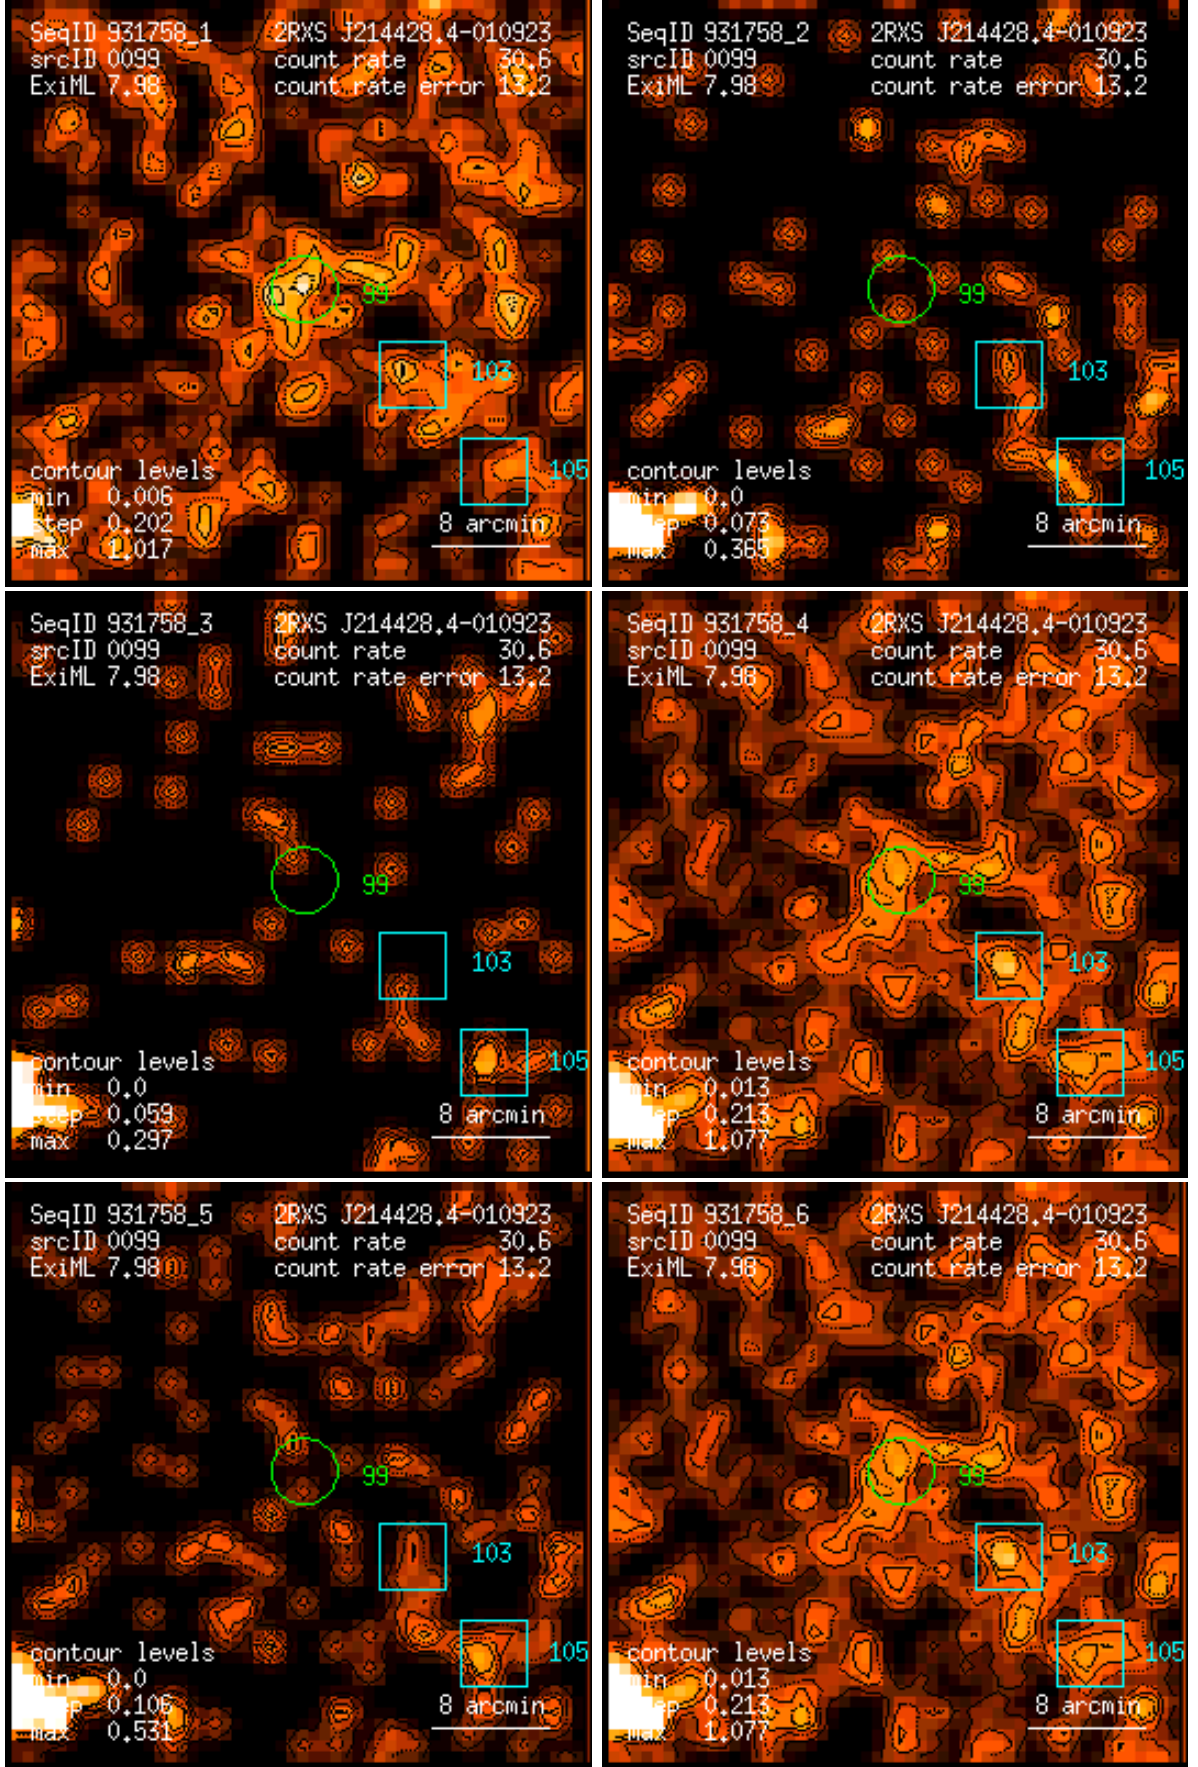 SeqID 931758_1 2RXS J214428.4-010923
srcID 0099 count rate 30.6
ExiML 7.98 count rate error 13.2
99
103
105
contour levels
min 0.006
step 0.202
max 1.017
8 arcmin
SeqID 931758_2 2RXS J214428.4-010923
srcID 0099 count rate 30.6
ExiML 7.98 count rate error 13.2
99
103
105
contour levels
min 0.0
step 0.073
max 0.365
8 arcmin
SeqID 931758_3 2RXS J214428.4-010923
srcID 0099 count rate 30.6
ExiML 7.98 count rate error 13.2
99
103
105
contour levels
min 0.0
step 0.059
max 0.297
8 arcmin
SeqID 931758_4 2RXS J214428.4-010923
srcID 0099 count rate 30.6
ExiML 7.98 count rate error 13.2
99
103
105
contour levels
min 0.013
step 0.213
max 1.077
8 arcmin
SeqID 931758_5 2RXS J214428.4-010923
srcID 0099 count rate 30.6
ExiML 7.98 count rate error 13.2
99
103
105
contour levels
min 0.0
step 0.106
max 0.531
8 arcmin
SeqID 931758_6 2RXS J214428.4-010923
srcID 0099 count rate 30.6
ExiML 7.98 count rate error 13.2
99
103
105
contour levels
min 0.013
step 0.213
max 1.077
8 arcmin